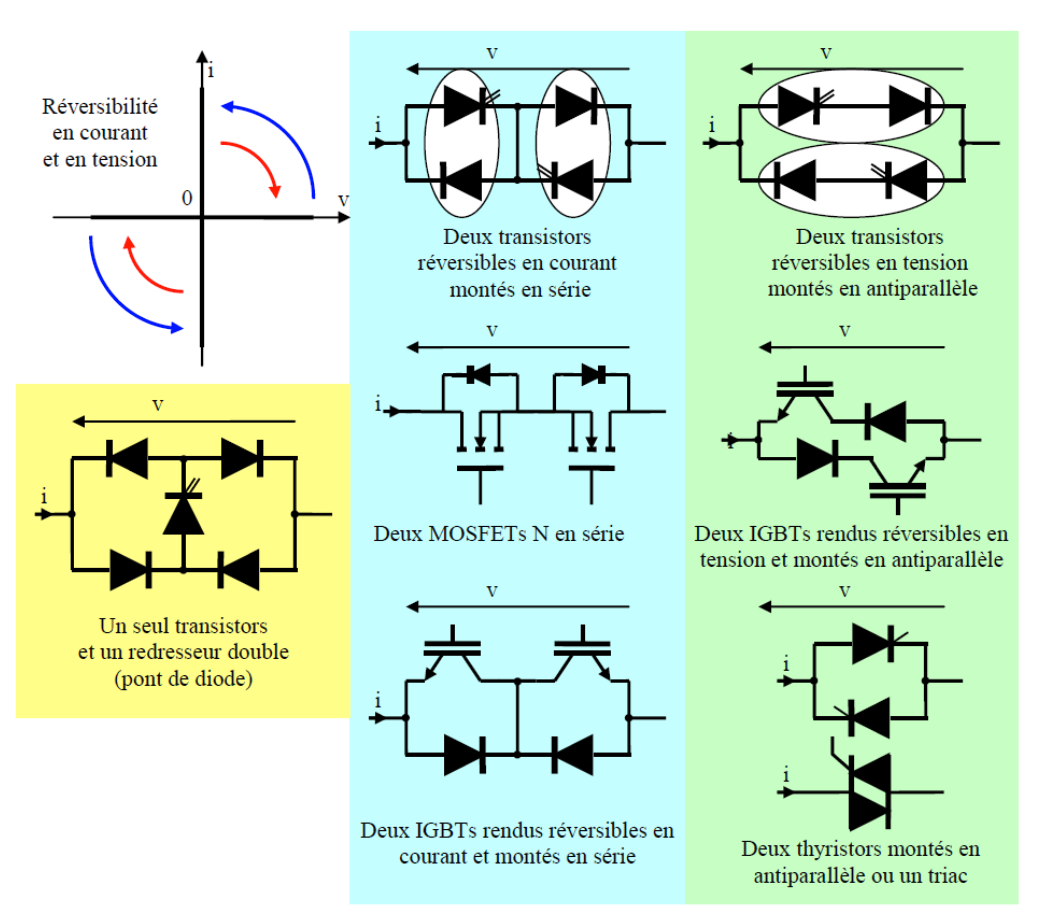 i
Réversibilité
en courant
et en tension
0
v
v
i
Deux transistors
réversibles en courant
montés en série
v
i
Deux transistors
réversibles en tension
montés en antiparallèle
v
i
Un seul transistors
et un redresseur double
(pont de diode)
v
i
Deux MOSFETs N en série
v
i
Deux IGBTs rendus réversibles en
tension et montés en antiparallèle
v
i
Deux IGBTs rendus réversibles en
courant et montés en série
v
i
i
Deux thyristors montés en
antiparallèle ou un triac